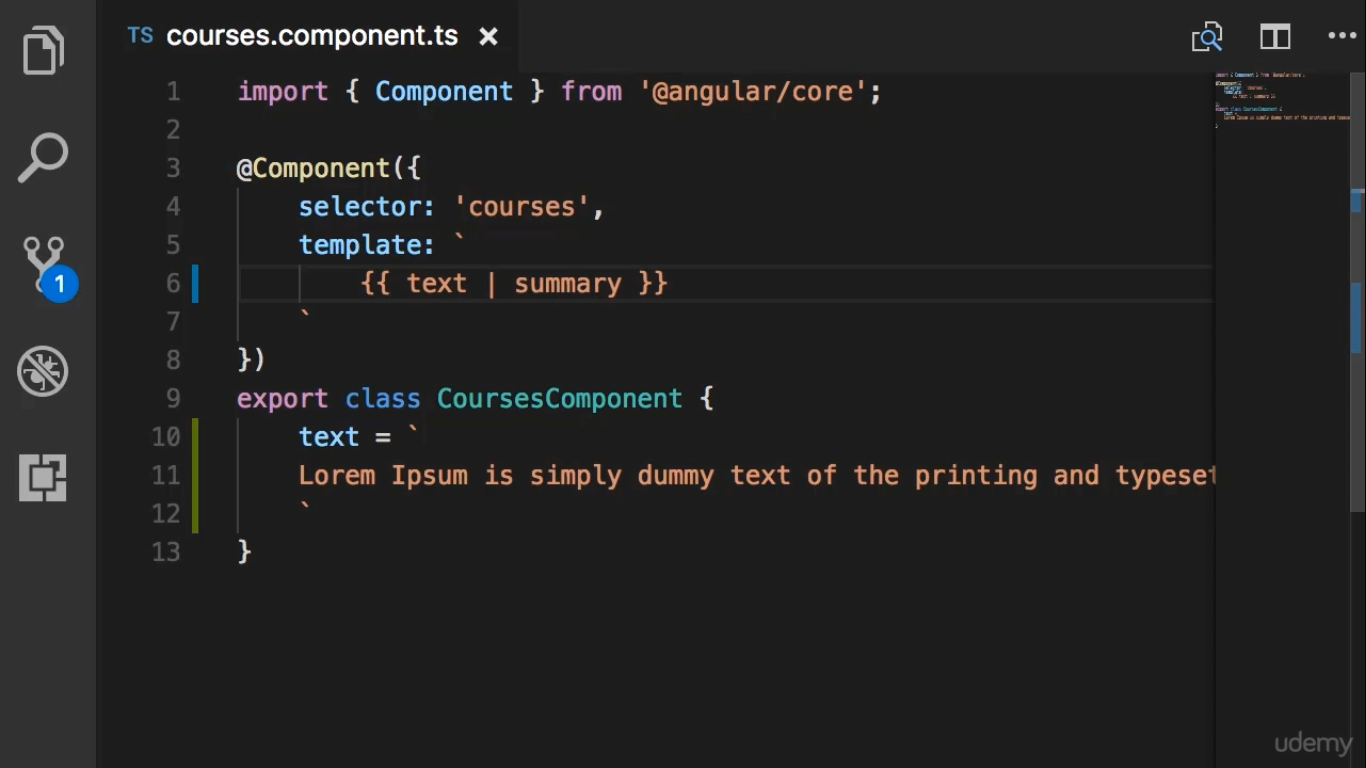 TS courses.component.ts
1 import { Component } from '@angular/core';
2
3 @Component({
4 selector: 'courses',
5 template: `
6 {{ text | summary }}
7 `
8 })
9 export class CoursesComponent {
10 text = `
11 Lorem Ipsum is simply dummy text of the printing and typeset
12 `
13 }
1
udemy